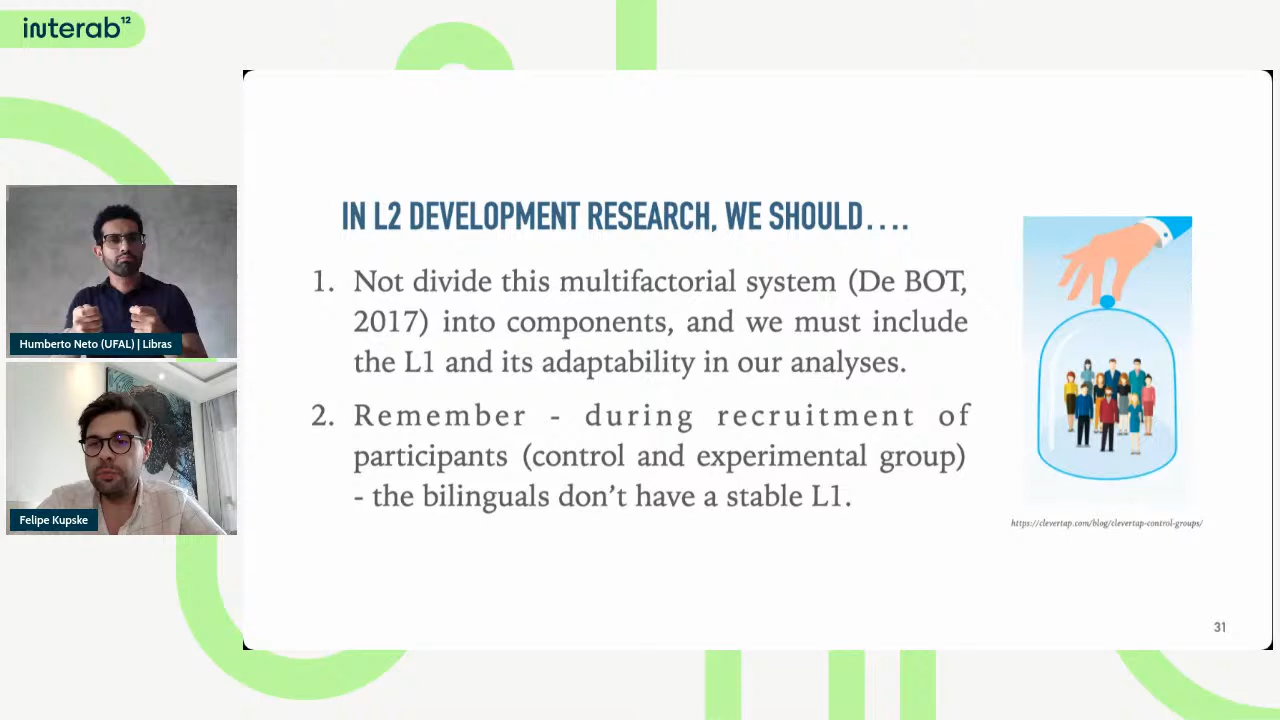 interab¹²
IN L2 DEVELOPMENT RESEARCH, WE SHOULD....
1. Not divide this multifactorial system (De BOT,
2017) into components, and we must include
the L1 and its adaptability in our analyses.
2. Remember - during recruitment of
participants (control and experimental group)
- the bilinguals don't have a stable L1.
https://clevertap.com/blog/clevertap-control-groups/
31
Humberto Neto (UFAL) | Libras
Felipe Kupske